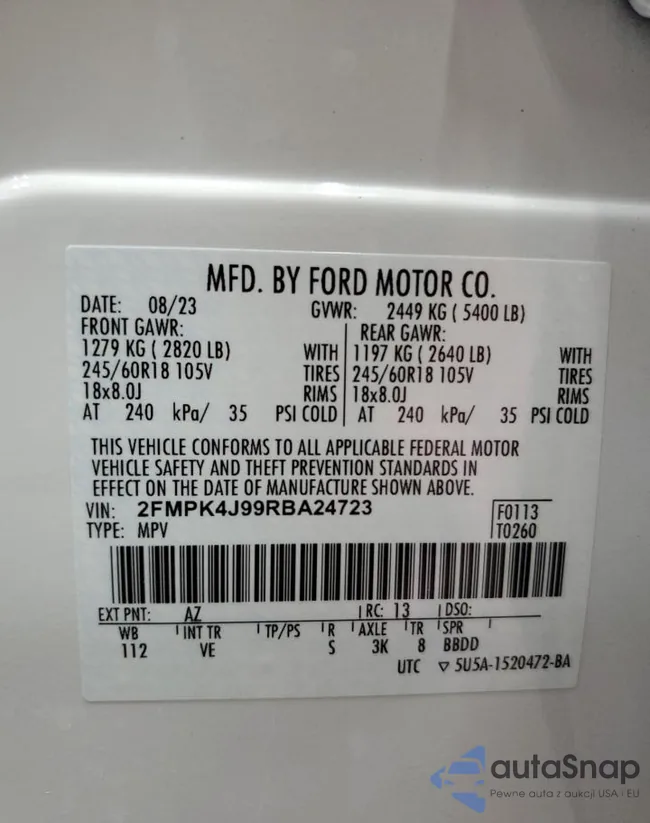 MFD. BY FORD MOTOR CO.
DATE: 08/23 GVWR: 2449 KG ( 5400 LB)
FRONT GAWR: REAR GAWR:
1279 KG ( 2820 LB) WITH 1197 KG ( 2640 LB) WITH
245/60R18 105V TIRES 245/60R18 105V TIRES
18x8.0J RIMS 18x8.0J RIMS
AT 240 kPa/ 35 PSI COLD AT 240 kPa/ 35 PSI COLD
THIS VEHICLE CONFORMS TO ALL APPLICABLE FEDERAL MOTOR
VEHICLE SAFETY AND THEFT PREVENTION STANDARDS IN
EFFECT ON THE DATE OF MANUFACTURE SHOWN ABOVE.
VIN: 2FMPK4J99RBA24723 F0113
TYPE: MPV T0260
EXT PNT: AZ RC: 13 DSO:
WB INT TR TP/PS R AXLE TR SPR
112 VE S 3K 8 BBDD
UTC ▽ 5U5A-1520472-BA
autaSnap
Pewne auta z aukcji USA i EU